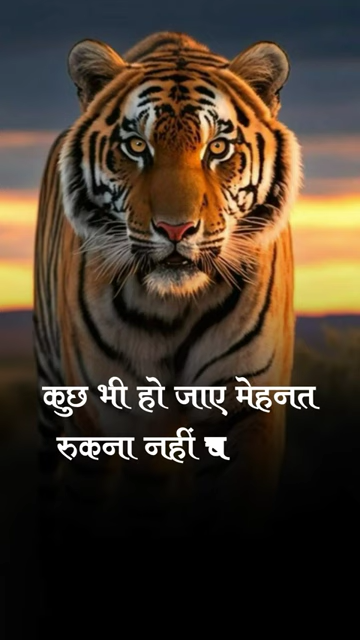 कुछ भी हो जाए मेहनत
रुकना नहीं